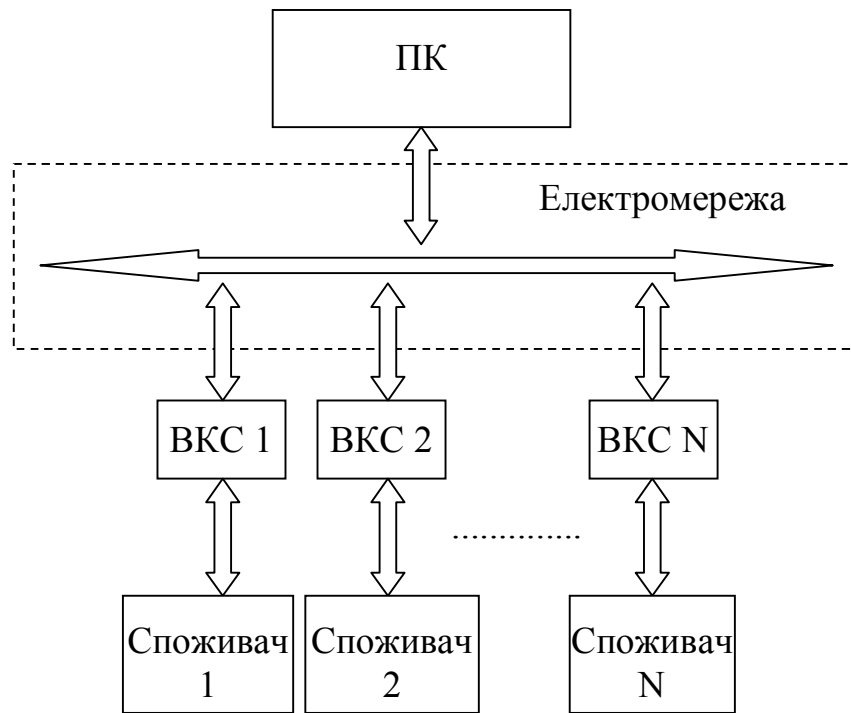 ПК
Електромережа
ВКС 1
ВКС 2
ВКС N
..............
Споживач
1
Споживач
2
Споживач
N